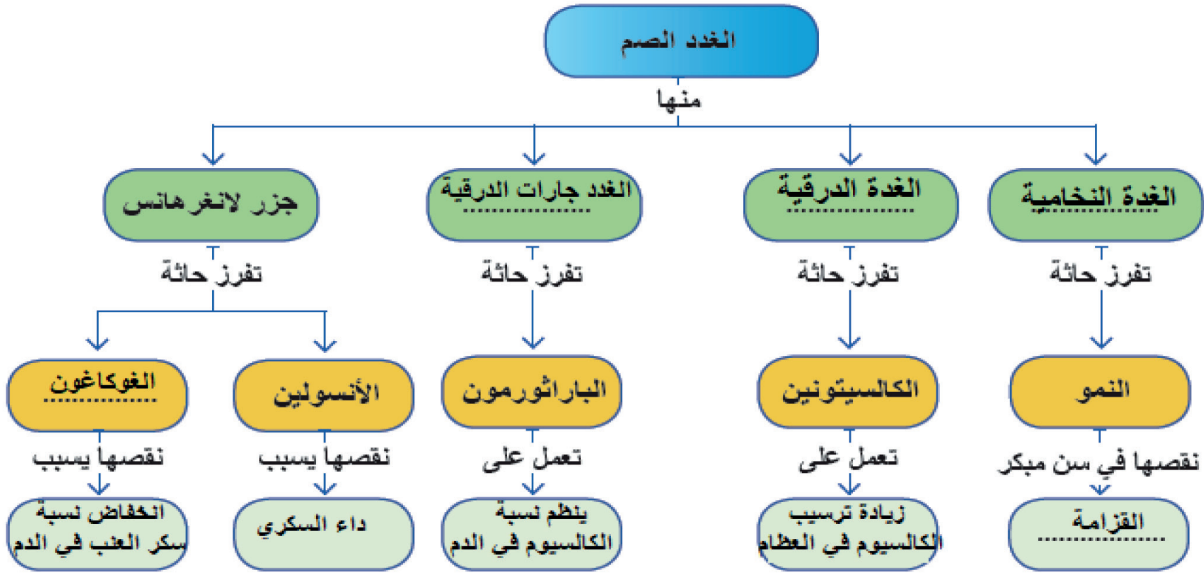 الغدد الصم
منها
الغدة النخامية
الغدة الدرقية
الغدد جارات الدرقية
جزر لانغرهانس
تفرز حاثة
تفرز حاثة
تفرز حاثة
تفرز حاثة
النمو
الكالسيتونين
الباراثورمون
الأنسولين
الغوكاغون
نقصها في سن مبكر
تعمل على
تعمل على
نقصها يسبب
نقصها يسبب
القزامة
زيادة ترسيب
الكالسيوم في العظام
ينظم نسبة
الكالسيوم في الدم
داء السكري
انخفاض نسبة
سكر العنب في الدم